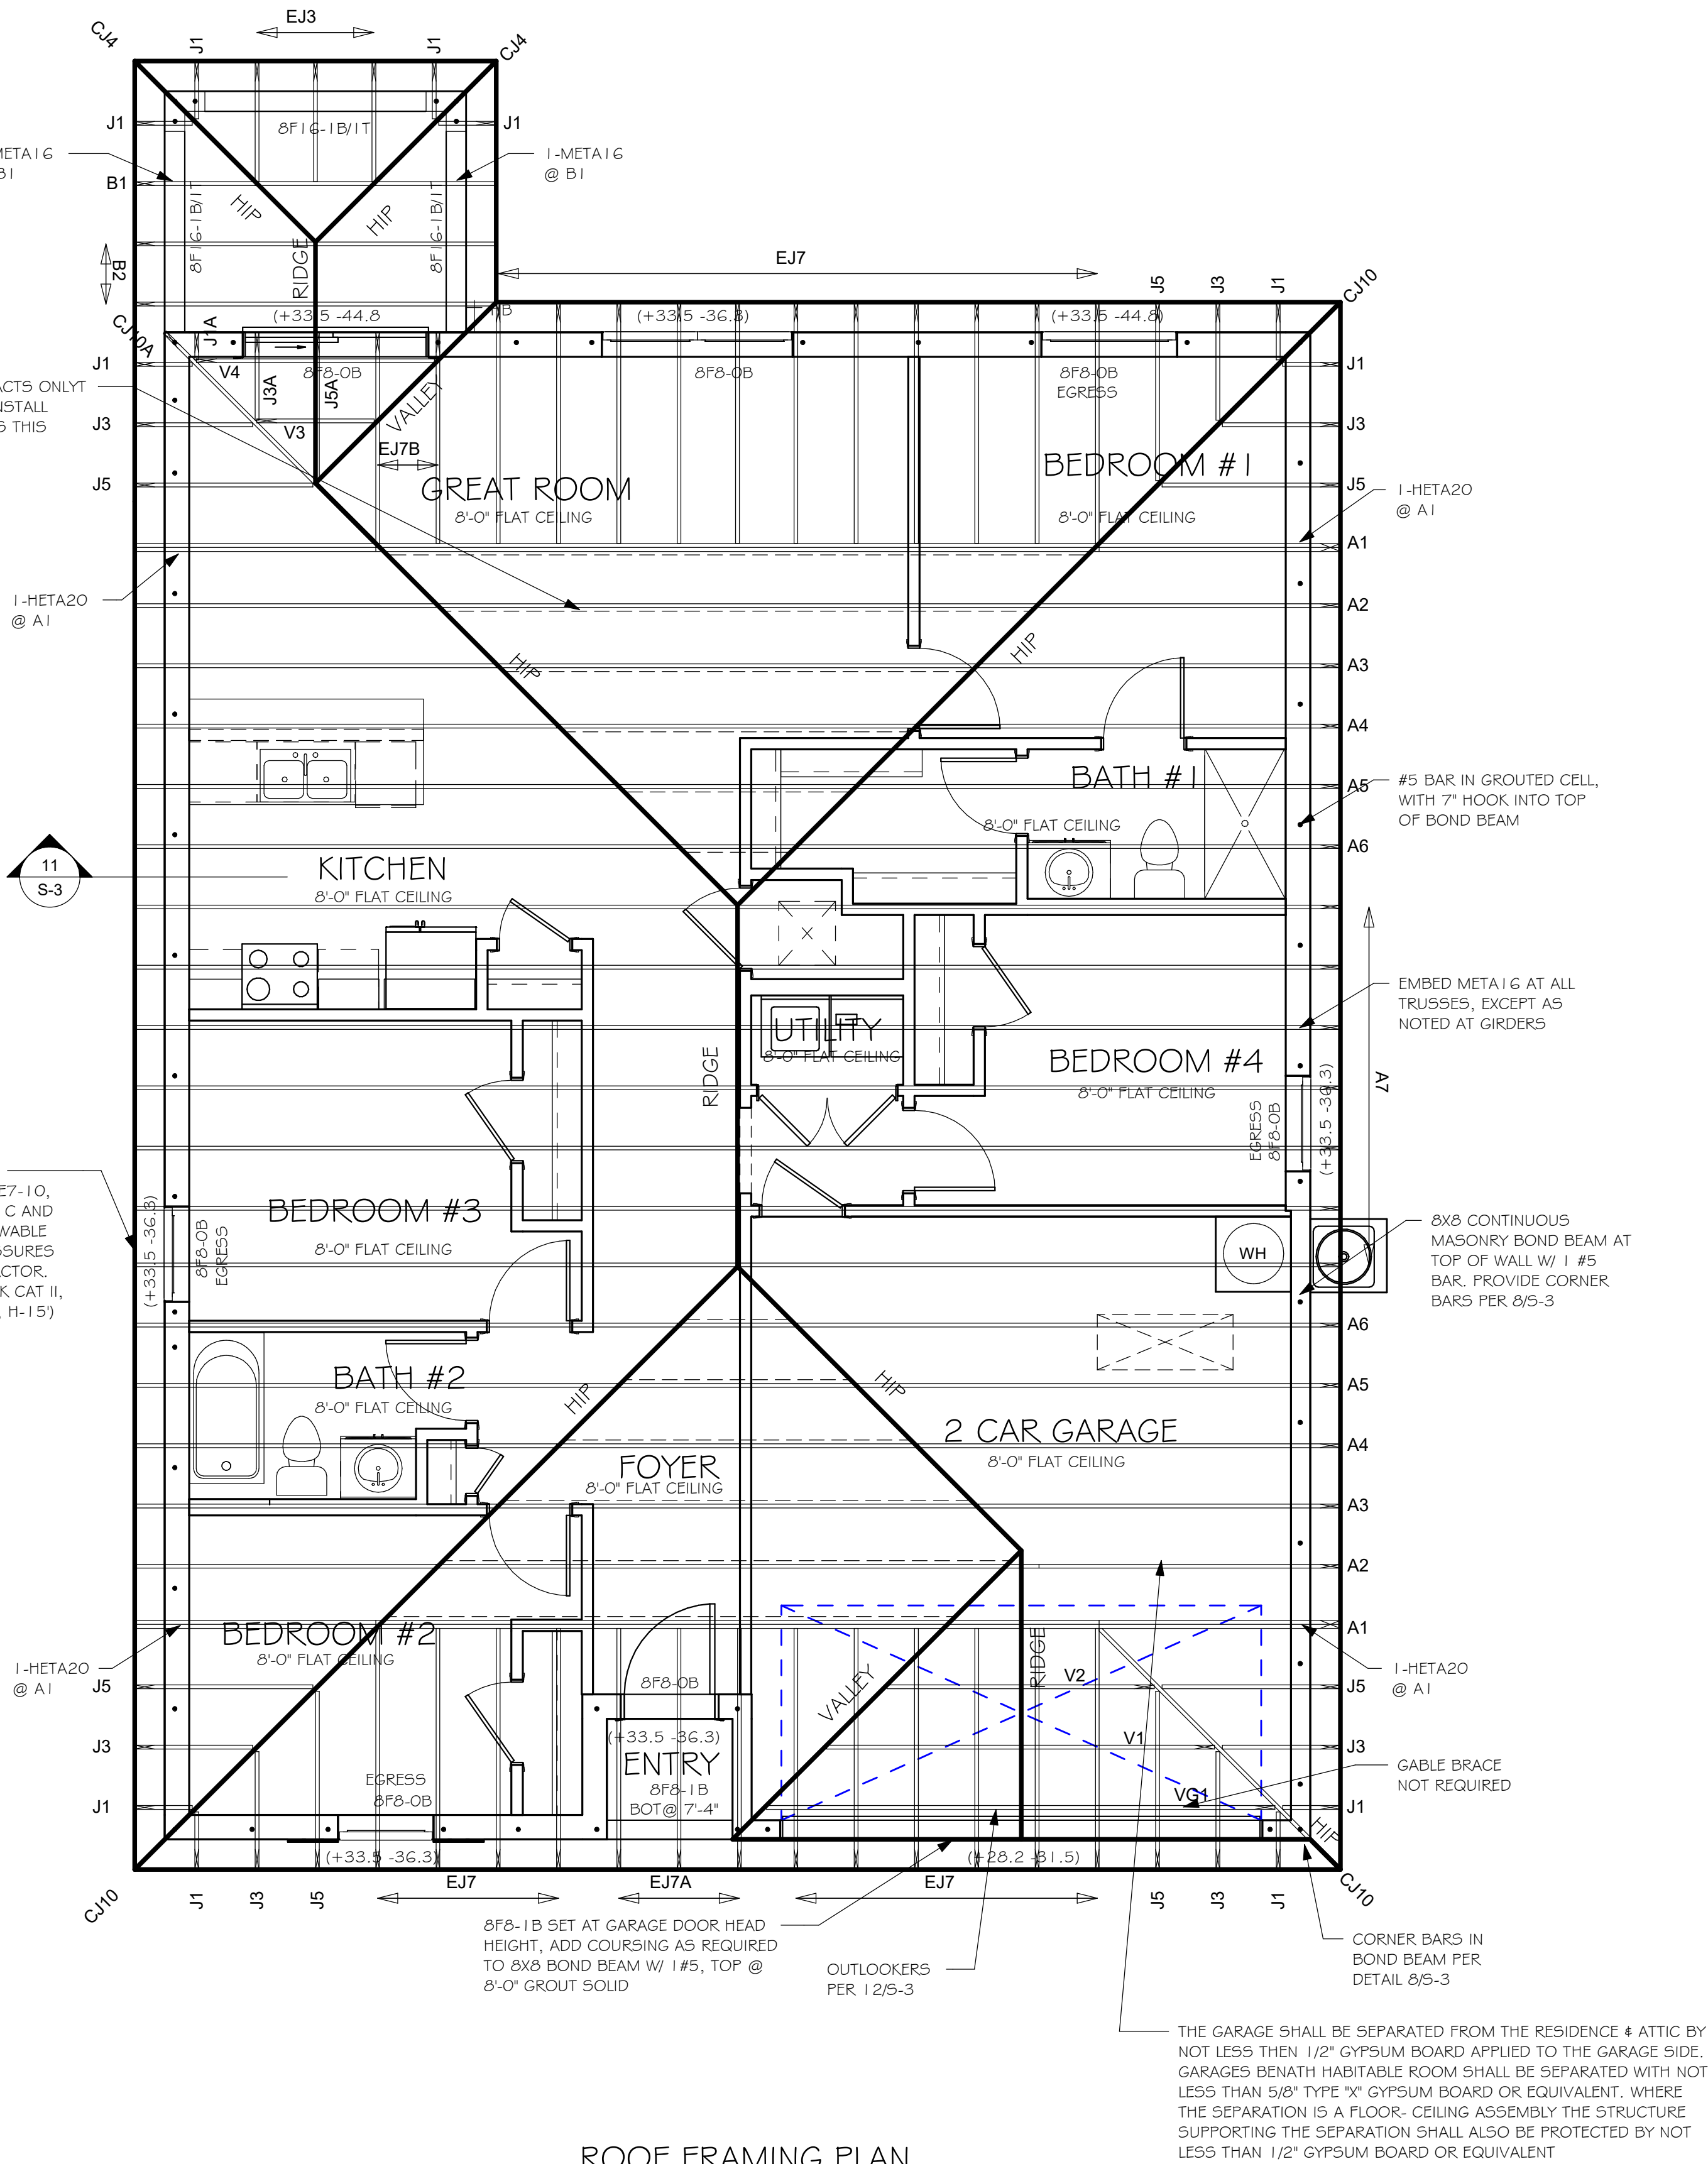 EJ3
CJ4
J1
J1
CJ4
J1
8F16-1B/1T
J1
META16
B1
1-META16
@ B1
B1
8F16-1B/1T
HIP
HIP
8F16-1B/1T
RIDGE
B2
EJ7
J5
J3
J1
CJ10
(+33.5 -44.8
(+33.5 -36.3)
(+33.5 -44.8)
CJ10A
J1A
J1
V4
8F8-0B
8F8-0B
8F8-0B
EGRESS
J1
ACTS ONLYT
NSTALL
S THIS
J3A
J5A
VALLEY
J3
V3
J3
EJ7B
J5
GREAT ROOM
8'-0" FLAT CEILING
BEDROOM #1
8'-0" FLAT CEILING
J5
1-HETA20
@ A1
A1
1-HETA20
@ A1
A2
HIP
HIP
A3
A4
BATH #1
8'-0" FLAT CEILING
A5
#5 BAR IN GROUTED CELL,
WITH 7" HOOK INTO TOP
OF BOND BEAM
A6
11
S-3
KITCHEN
8'-0" FLAT CEILING
EMBED META16 AT ALL
TRUSSES, EXCEPT AS
NOTED AT GIRDERS
UTILITY
8'-0" FLAT CEILING
RIDGE
BEDROOM #4
8'-0" FLAT CEILING
A7
EGRESS
8F8-0B
(+33.5 -36.3)
E7-10,
C AND
WABLE
SSURES
ACTOR.
K CAT II,
H-15')
(+33.5 -36.3)
8F8-0B
EGRESS
BEDROOM #3
8'-0" FLAT CEILING
WH
8X8 CONTINUOUS
MASONRY BOND BEAM AT
TOP OF WALL W/ 1 #5
BAR. PROVIDE CORNER
BARS PER 8/S-3
A6
BATH #2
8'-0" FLAT CEILING
HIP
HIP
A5
2 CAR GARAGE
8'-0" FLAT CEILING
A4
FOYER
8'-0" FLAT CEILING
A3
A2
BEDROOM #2
8'-0" FLAT CEILING
A1
1-HETA20
@ A1
J5
8F8-0B
VALLEY
RIDGE
V2
J5
1-HETA20
@ A1
J3
(+33.5 -36.3)
ENTRY
8F8-1B
BOT@ 7'-4"
V1
J3
GABLE BRACE
NOT REQUIRED
J1
EGRESS
8F8-0B
VG1
J1
HIP
(+33.5 -36.3)
(+28.2 -31.5)
CJ10
J1
J3
J5
EJ7
EJ7A
EJ7
J5
J3
J1
CJ10
8F8-1B SET AT GARAGE DOOR HEAD
HEIGHT, ADD COURSING AS REQUIRED
TO 8X8 BOND BEAM W/ 1#5, TOP @
8'-0" GROUT SOLID
OUTLOOKERS
PER 12/S-3
CORNER BARS IN
BOND BEAM PER
DETAIL 8/S-3
THE GARAGE SHALL BE SEPARATED FROM THE RESIDENCE & ATTIC BY
NOT LESS THEN 1/2" GYPSUM BOARD APPLIED TO THE GARAGE SIDE.
GARAGES BENATH HABITABLE ROOM SHALL BE SEPARATED WITH NOT
LESS THAN 5/8" TYPE "X" GYPSUM BOARD OR EQUIVALENT. WHERE
THE SEPARATION IS A FLOOR- CEILING ASSEMBLY THE STRUCTURE
SUPPORTING THE SEPARATION SHALL ALSO BE PROTECTED BY NOT
LESS THAN 1/2" GYPSUM BOARD OR EQUIVALENT
ROOF FRAMING PLAN